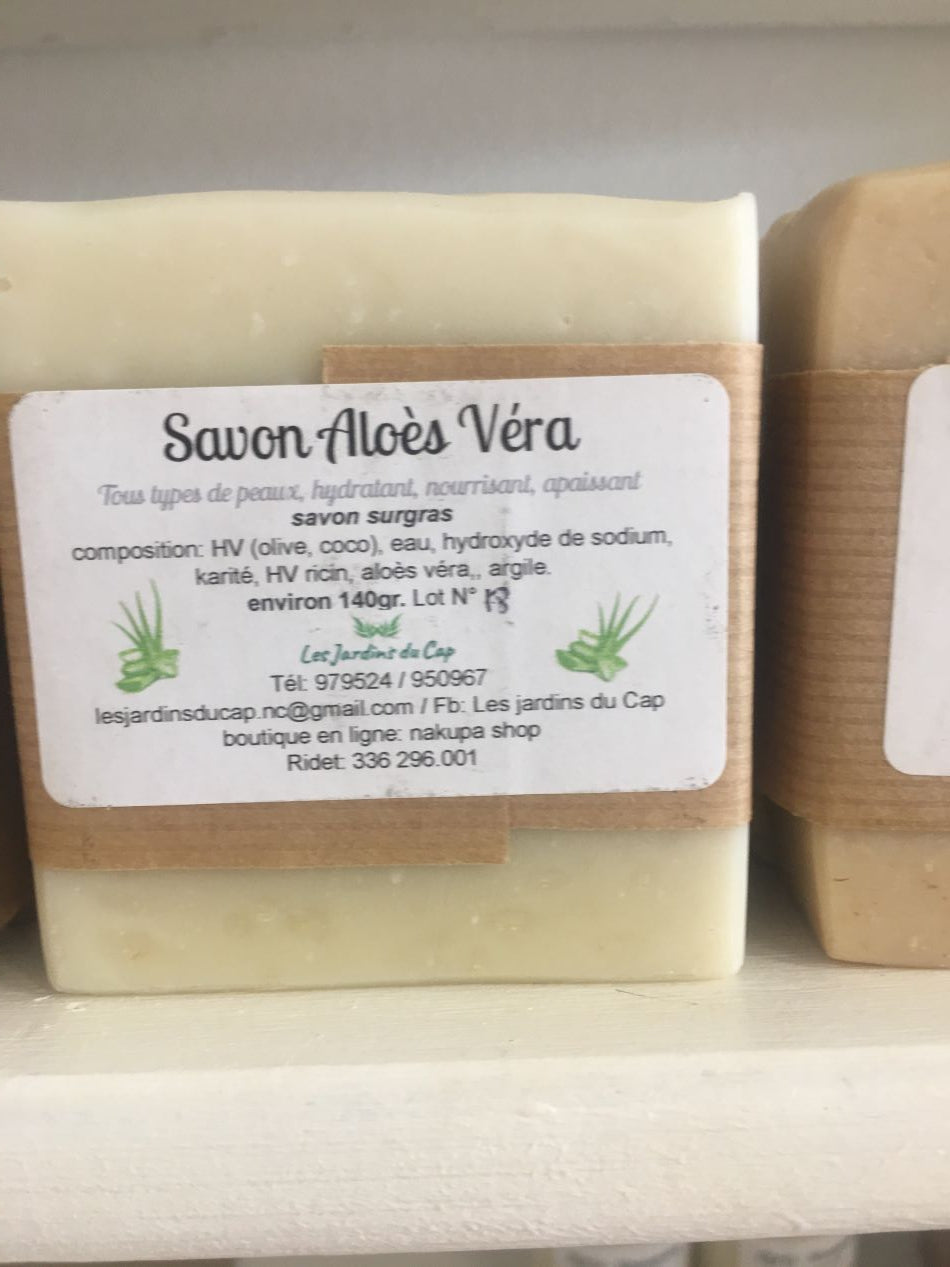 Savon Aloès Véra
Tous types de peaux, hydratant, nourrisant, apaissant
savon surgras
composition: HV (olive, coco), eau, hydroxyde de sodium,
karité, HV ricin, aloès véra,, argile.
environ 140gr. Lot N°
Les Jardins du Cap
Tél: 979524 / 950967
lesjardinsducap.nc@gmail.com / Fb: Les jardins du Cap
boutique en ligne: nakupa shop
Ridet: 336 296.001